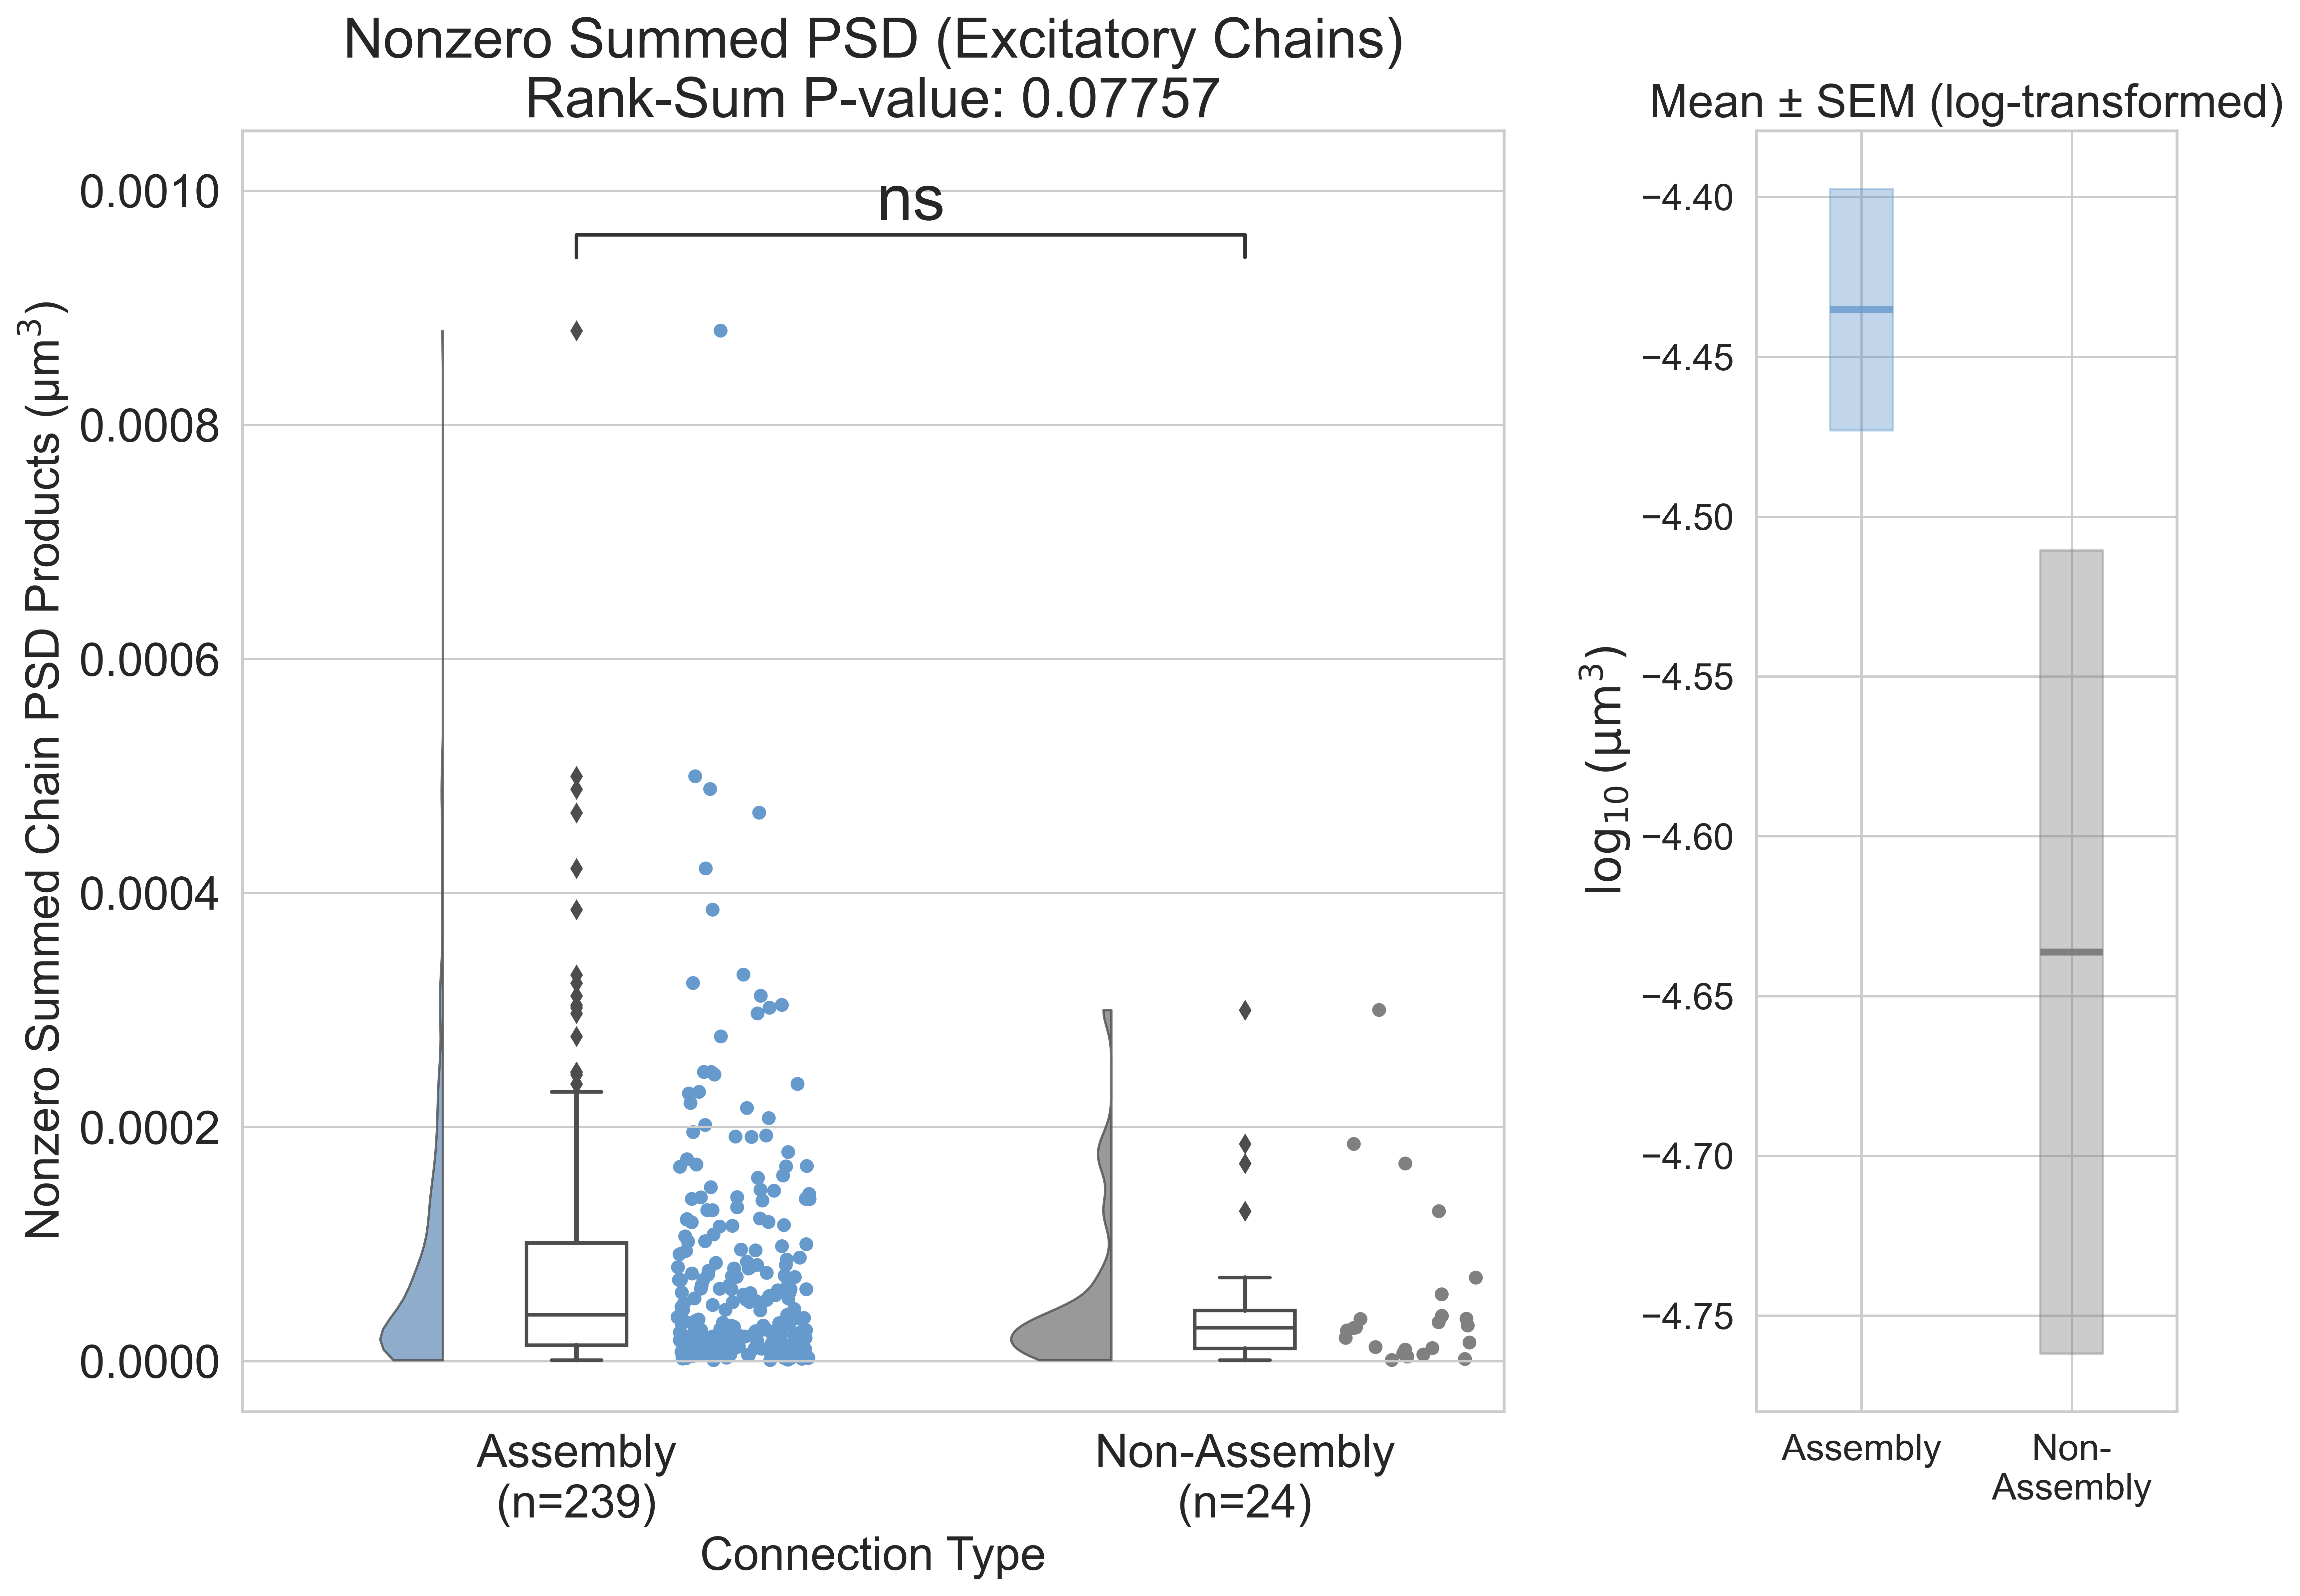 Nonzero Summed PSD (Excitatory Chains)
Rank-Sum P-value: 0.07757
Nonzero Summed Chain PSD Products (μm³)
0.0010
0.0008
0.0006
0.0004
0.0002
0.0000
ns
Assembly
(n=239)
Non-Assembly
(n=24)
Connection Type
Mean ± SEM (log-transformed)
log₁₀ (μm³)
−4.40
−4.45
−4.50
−4.55
−4.60
−4.65
−4.70
−4.75
Assembly
Non-
Assembly